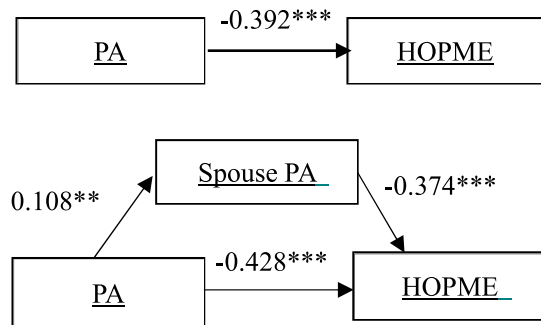 -0.392***
PA
HOPME
Spouse PA
0.108**
-0.374***
-0.428***
PA
HOPME